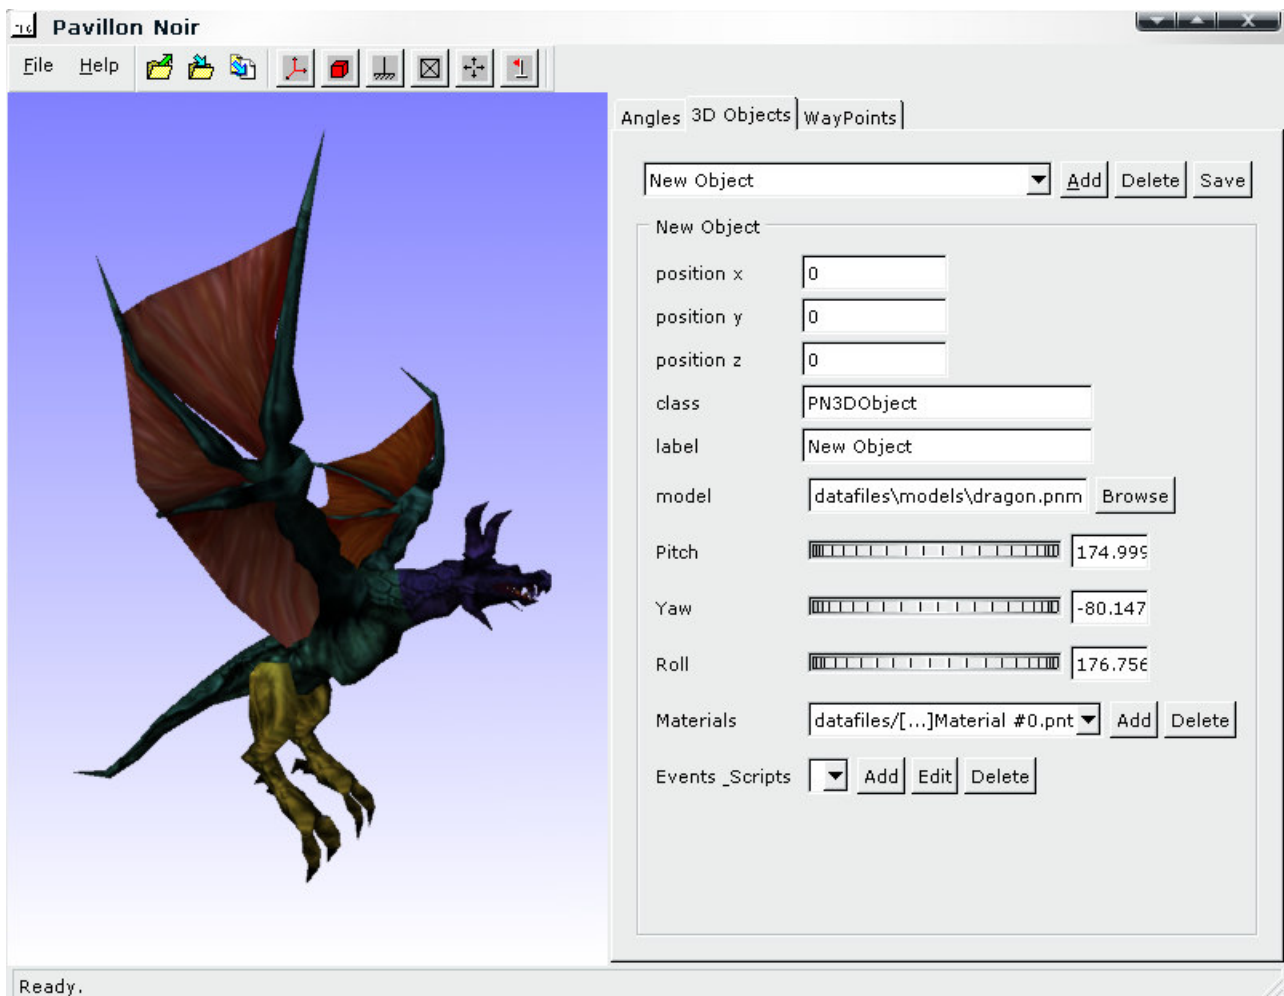 Pavillon Noir
File Help
Angles 3D Objects WayPoints
New Object Add Delete Save
New Object
position x 0
position y 0
position z 0
class PN3DObject
label New Object
model datafiles\models\dragon.pnm Browse
Pitch 174.999
Yaw -80.147
Roll 176.756
Materials datafiles/[...]Material #0.pnt Add Delete
Events _Scripts Add Edit Delete
Ready.